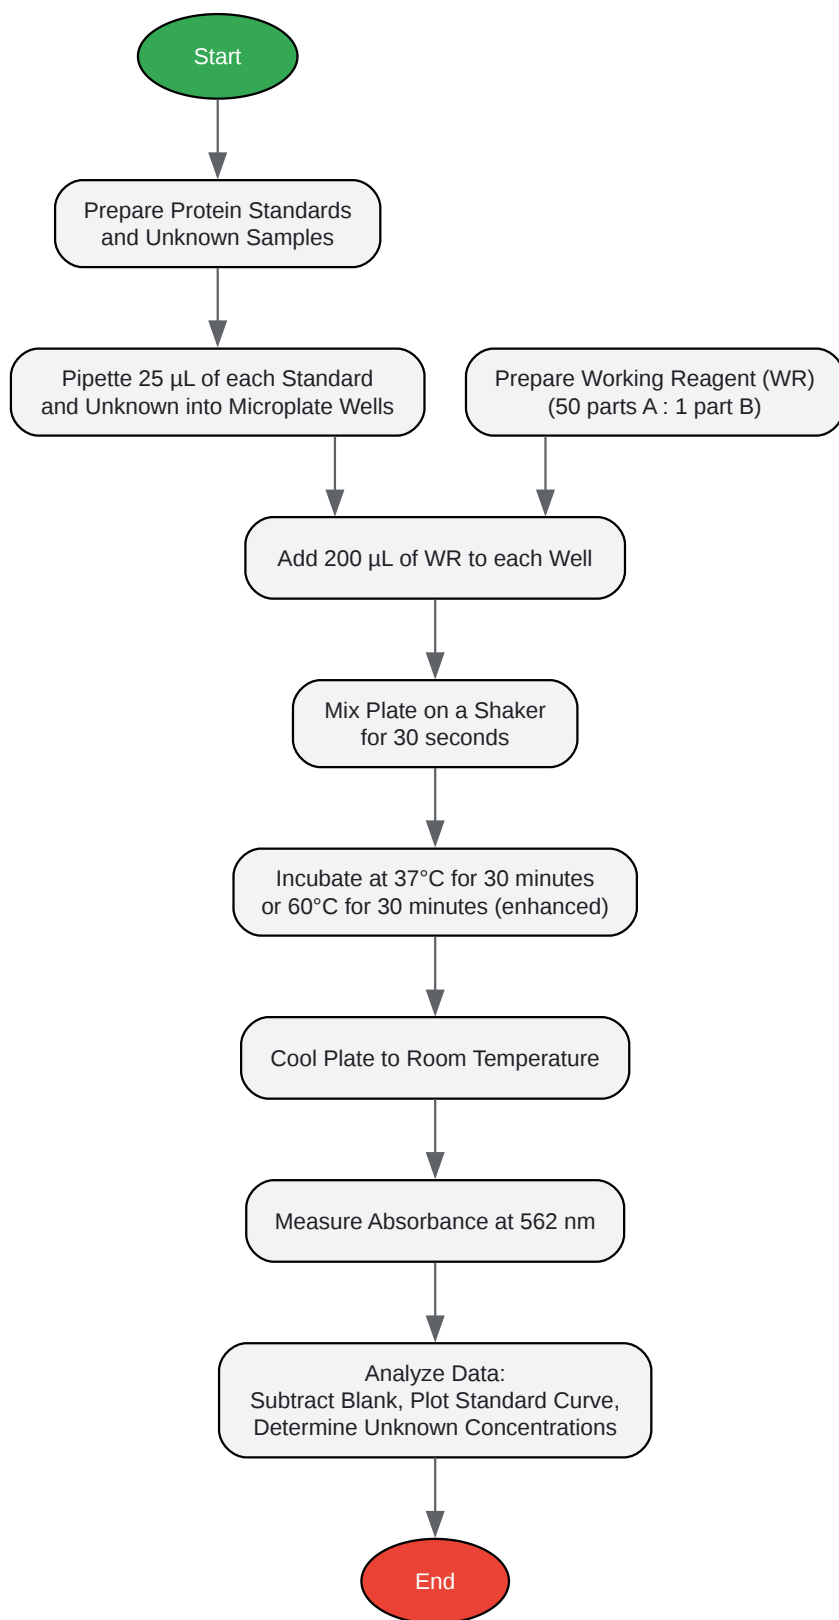 Start
Prepare Protein Standards
and Unknown Samples
Pipette 25 µL of each Standard
and Unknown into Microplate Wells
Prepare Working Reagent (WR)
(50 parts A : 1 part B)
Add 200 µL of WR to each Well
Mix Plate on a Shaker
for 30 seconds
Incubate at 37°C for 30 minutes
or 60°C for 30 minutes (enhanced)
Cool Plate to Room Temperature
Measure Absorbance at 562 nm
Analyze Data:
Subtract Blank, Plot Standard Curve,
Determine Unknown Concentrations
End